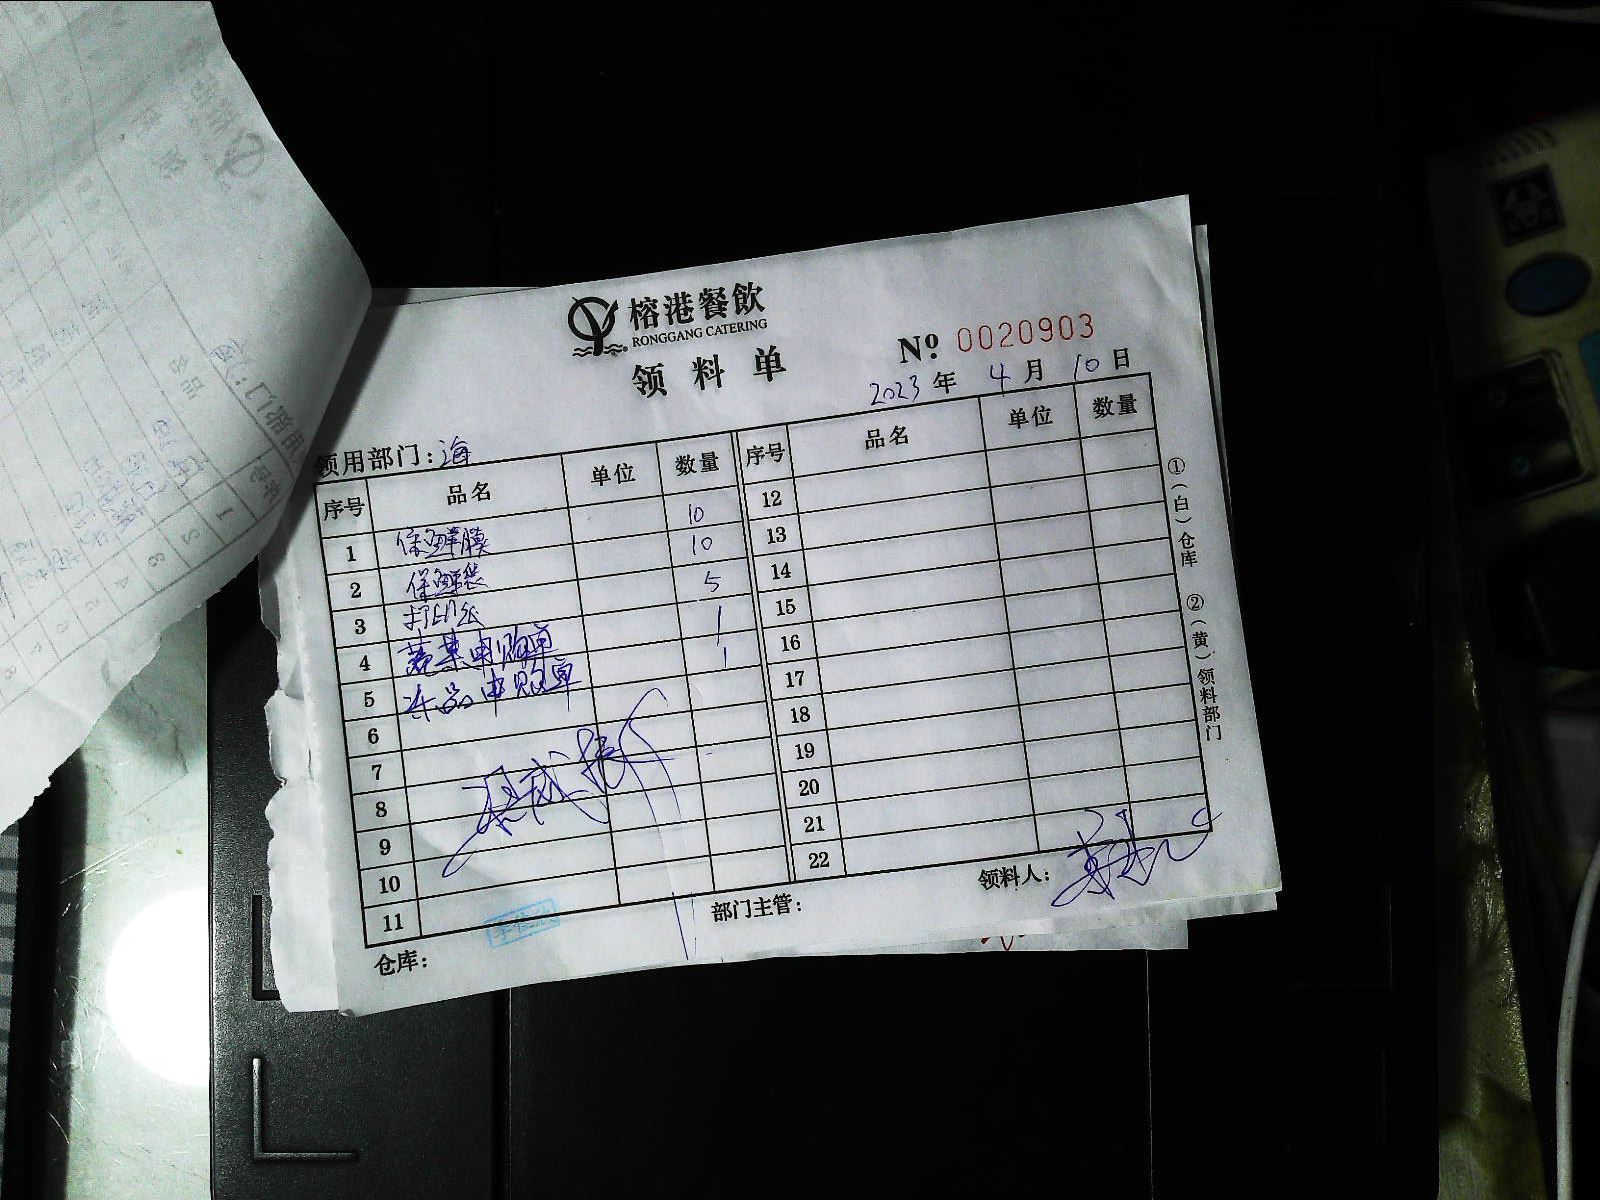 榕港餐飲
RONGGANG CATERING
领料单
№ 0020903
2023 年 4 月 10 日
领用部门：海
序号 品名 单位 数量 序号 品名 单位 数量
1 保鲜膜 10 12
2 保鲜袋 10 13
3 打印纸 5 14
4 蔬菜申购单 1 15
5 冻品申购单 1 16
6 17
7 18
8 19
9 20
10 21
11 22
仓库： 部门主管： 领料人：
①（白）仓库 ②（黄）领料部门